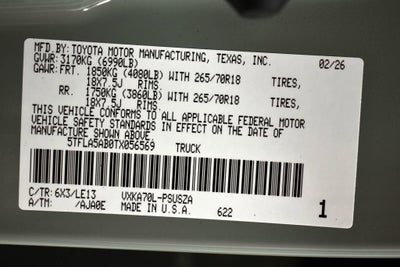 MFD.BY: TOYOTA MOTOR MANUFACTURING, TEXAS, INC. 02/26
GVWR: 3170KG (6990LB)
GAWR: FRT. 1850KG (4080LB) WITH 265/70R18 TIRES,
18X7.5J RIMS.
RR. 1750KG (3860LB) WITH 265/70R18 TIRES,
18X7.5J RIMS.
THIS VEHICLE CONFORMS TO ALL APPLICABLE FEDERAL MOTOR
VEHICLE SAFETY STANDARDS IN EFFECT ON THE DATE OF
MANUFACTURE SHOWN ABOVE.
5TFLA5AB0TX056569 TRUCK
C/TR: 6X3/LE13 VXKA70L-PSUSZA
A/TM: /AJA0E MADE IN U.S.A. 622 1